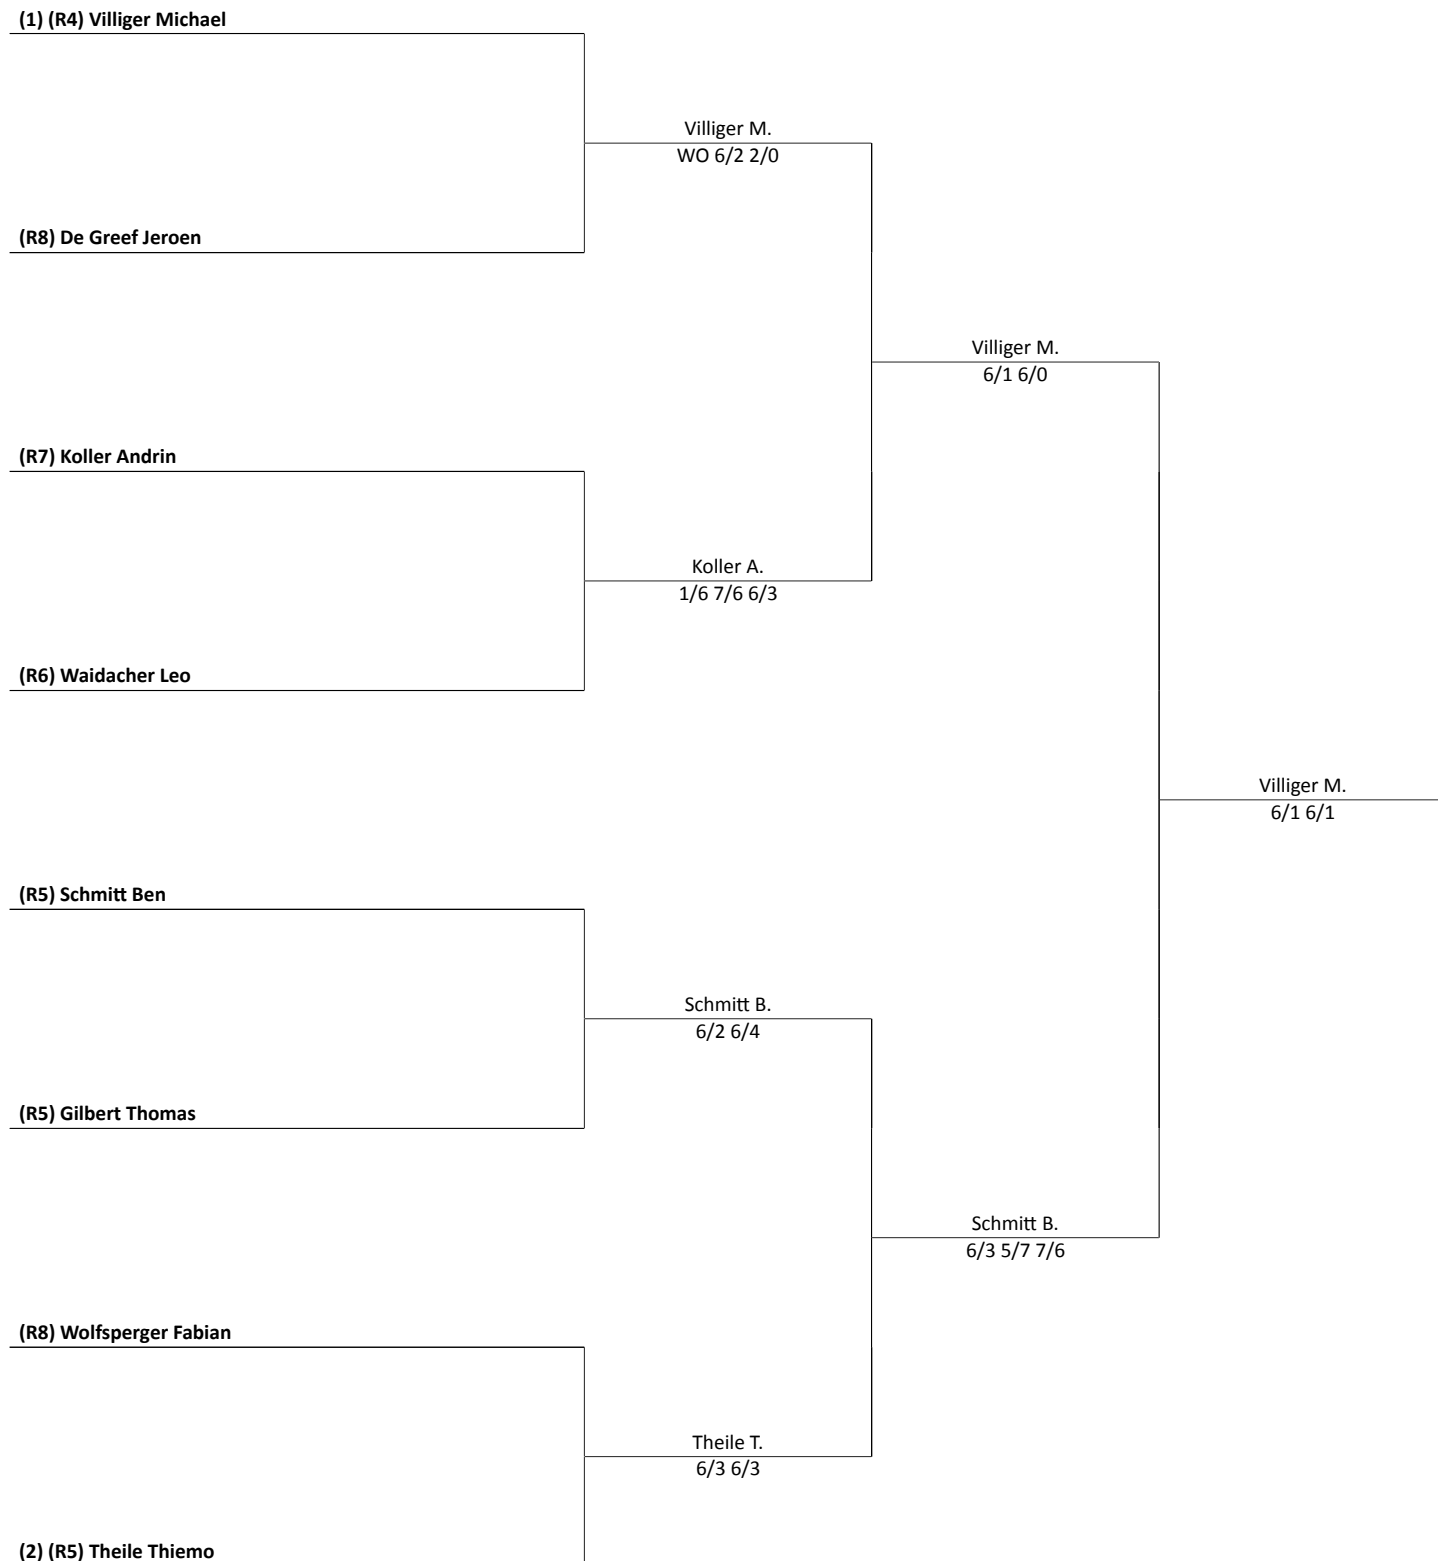 (1) (R4) Villiger Michael
Villiger M.
WO 6/2 2/0
(R8) De Greef Jeroen
Villiger M.
6/1 6/0
(R7) Koller Andrin
Koller A.
1/6 7/6 6/3
(R6) Waidacher Leo
Villiger M.
6/1 6/1
(R5) Schmitt Ben
Schmitt B.
6/2 6/4
(R5) Gilbert Thomas
Schmitt B.
6/3 5/7 7/6
(R8) Wolfsperger Fabian
Theile T.
6/3 6/3
(2) (R5) Theile Thiemo